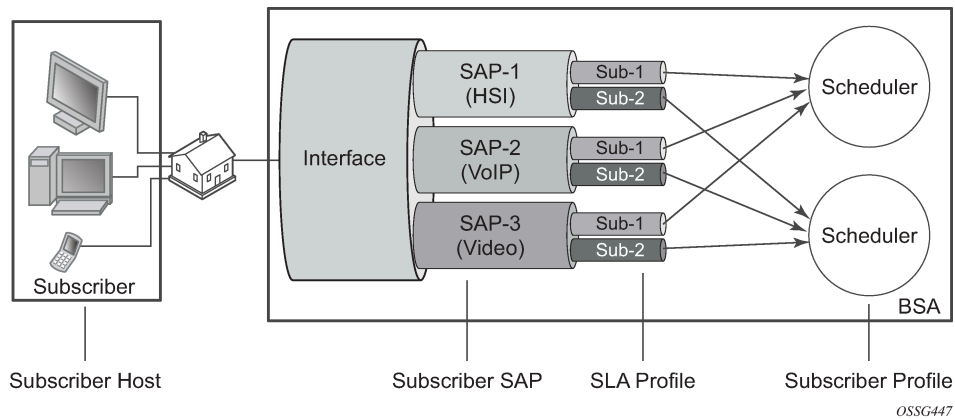 Interface
SAP-1
(HSI)
Sub-1
Sub-2
SAP-2
(VoIP)
Sub-1
Sub-2
SAP-3
(Video)
Sub-1
Sub-2
Scheduler
Scheduler
Subscriber
BSA
Subscriber Host
Subscriber SAP
SLA Profile
Subscriber Profile
OSSG447